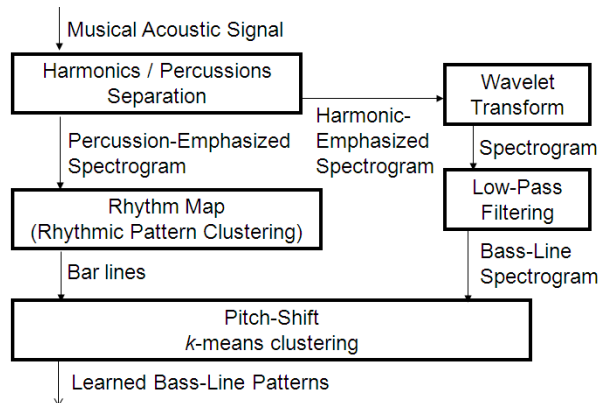 Musical Acoustic Signal
Harmonics / Percussions
Separation
Wavelet
Transform
Harmonic-
Emphasized
Spectrogram
Percussion-Emphasized
Spectrogram
Spectrogram
Low-Pass
Filtering
Rhythm Map
(Rhythmic Pattern Clustering)
Bar lines
Bass-Line
Spectrogram
Pitch-Shift
k-means clustering
Learned Bass-Line Patterns